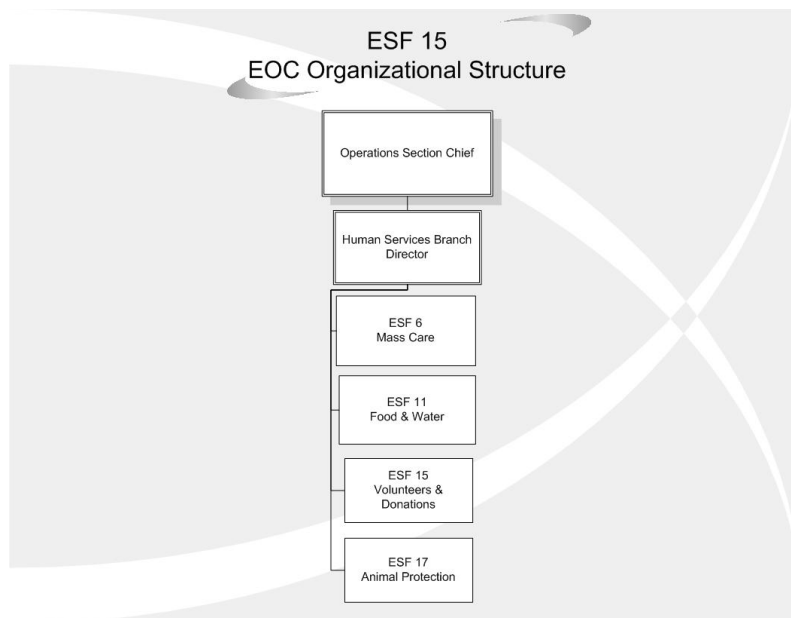 ESF 15
EOC Organizational Structure
Operations Section Chief
Human Services Branch
Director
ESF 6
Mass Care
ESF 11
Food & Water
ESF 15
Volunteers &
Donations
ESF 17
Animal Protection